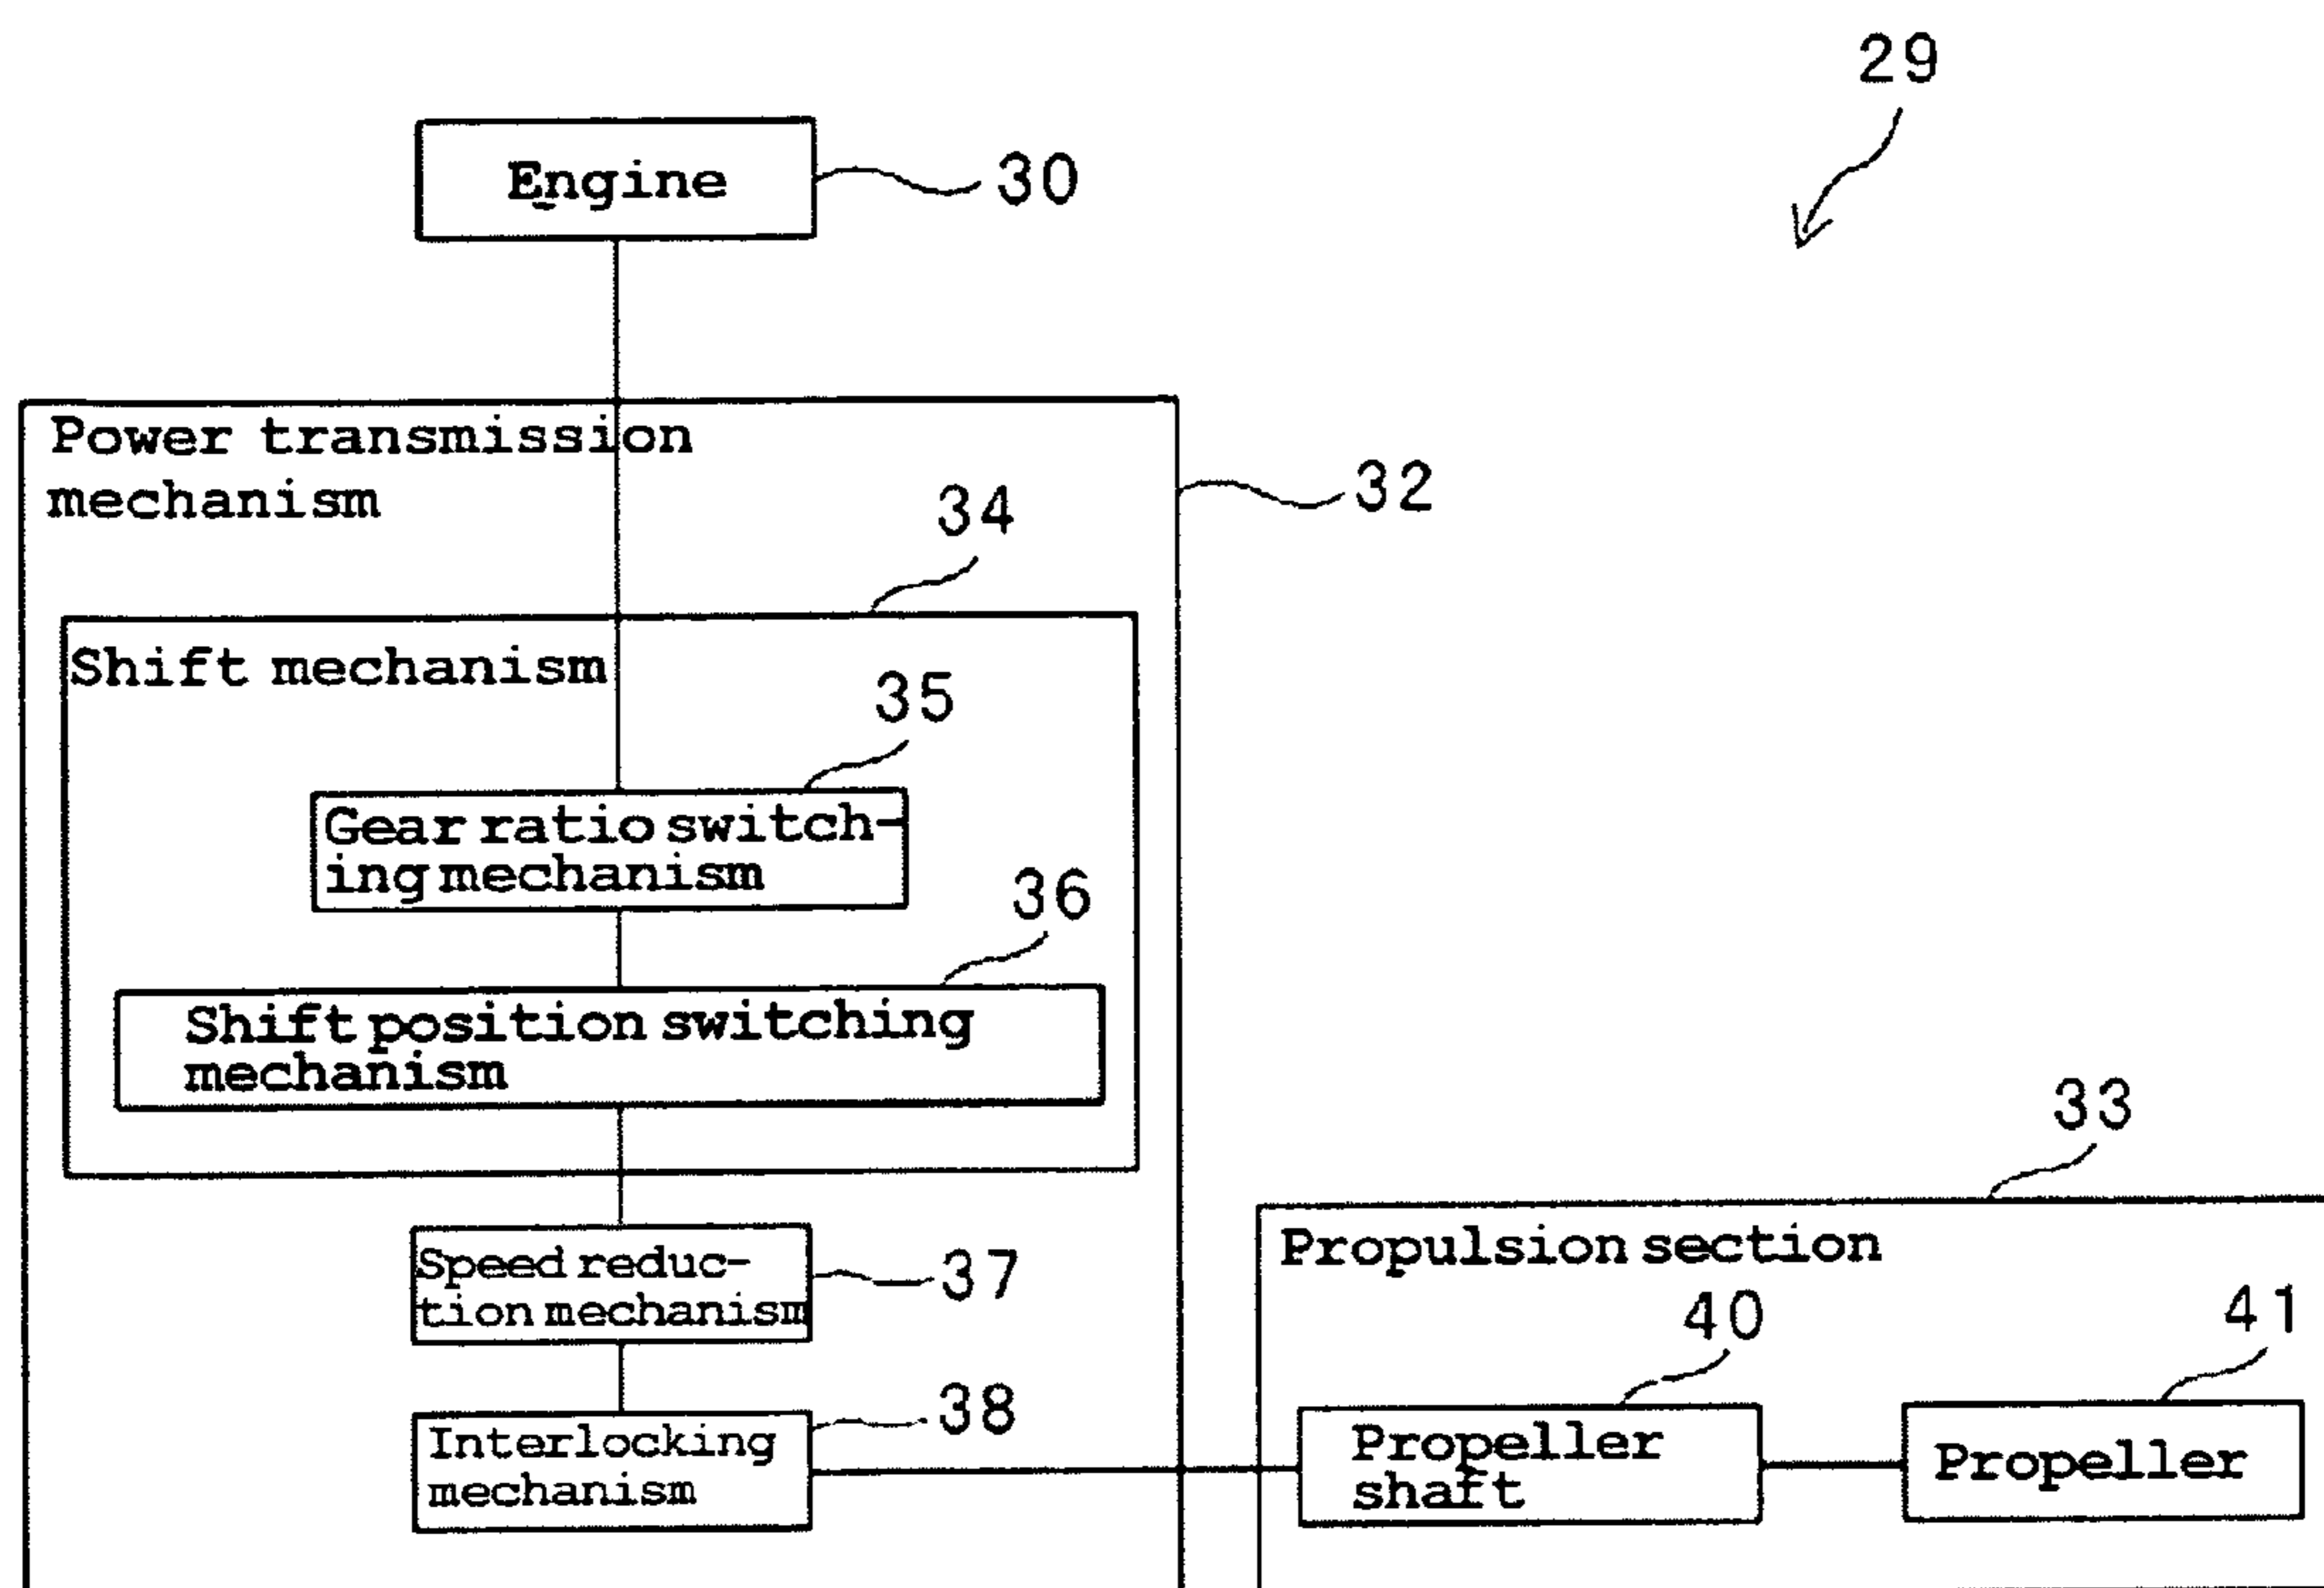 29
Engine
30
Power transmission
mechanism
32
34
Shift mechanism
35
Gear ratio switch-
ing mechanism
36
Shift position switching
mechanism
33
Propulsion section
Speed reduc-
tion mechanism
37
40
41
38
Interlocking
mechanism
Propeller
shaft
Propeller